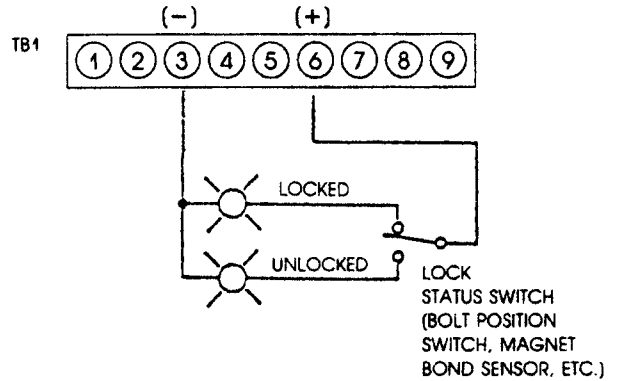 (−) (+)
TB1
1 2 3 4 5 6 7 8 9
LOCKED
UNLOCKED
LOCK
STATUS SWITCH
(BOLT POSITION
SWITCH, MAGNET
BOND SENSOR, ETC.)